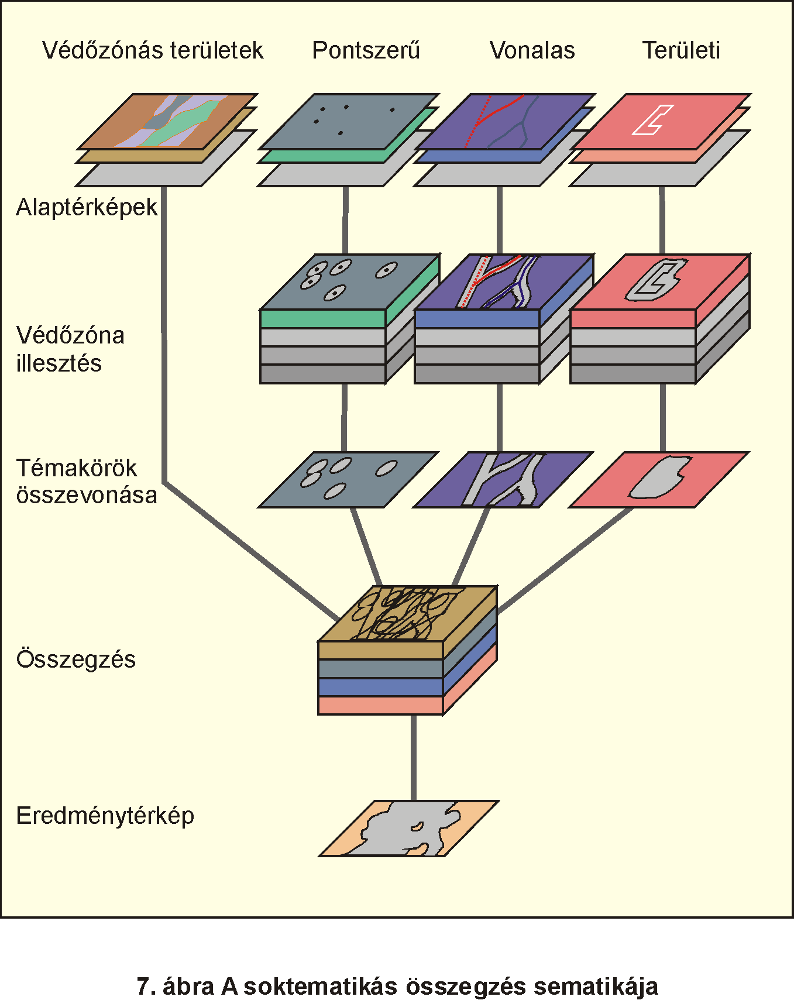 Védőzónás területek Pontszerű Vonalas Területi
Alaptérképek
Védőzóna
illesztés
Témakörök
összevonása
Összegzés
Eredménytérkép
7. ábra A soktematikás összegzés sematikája